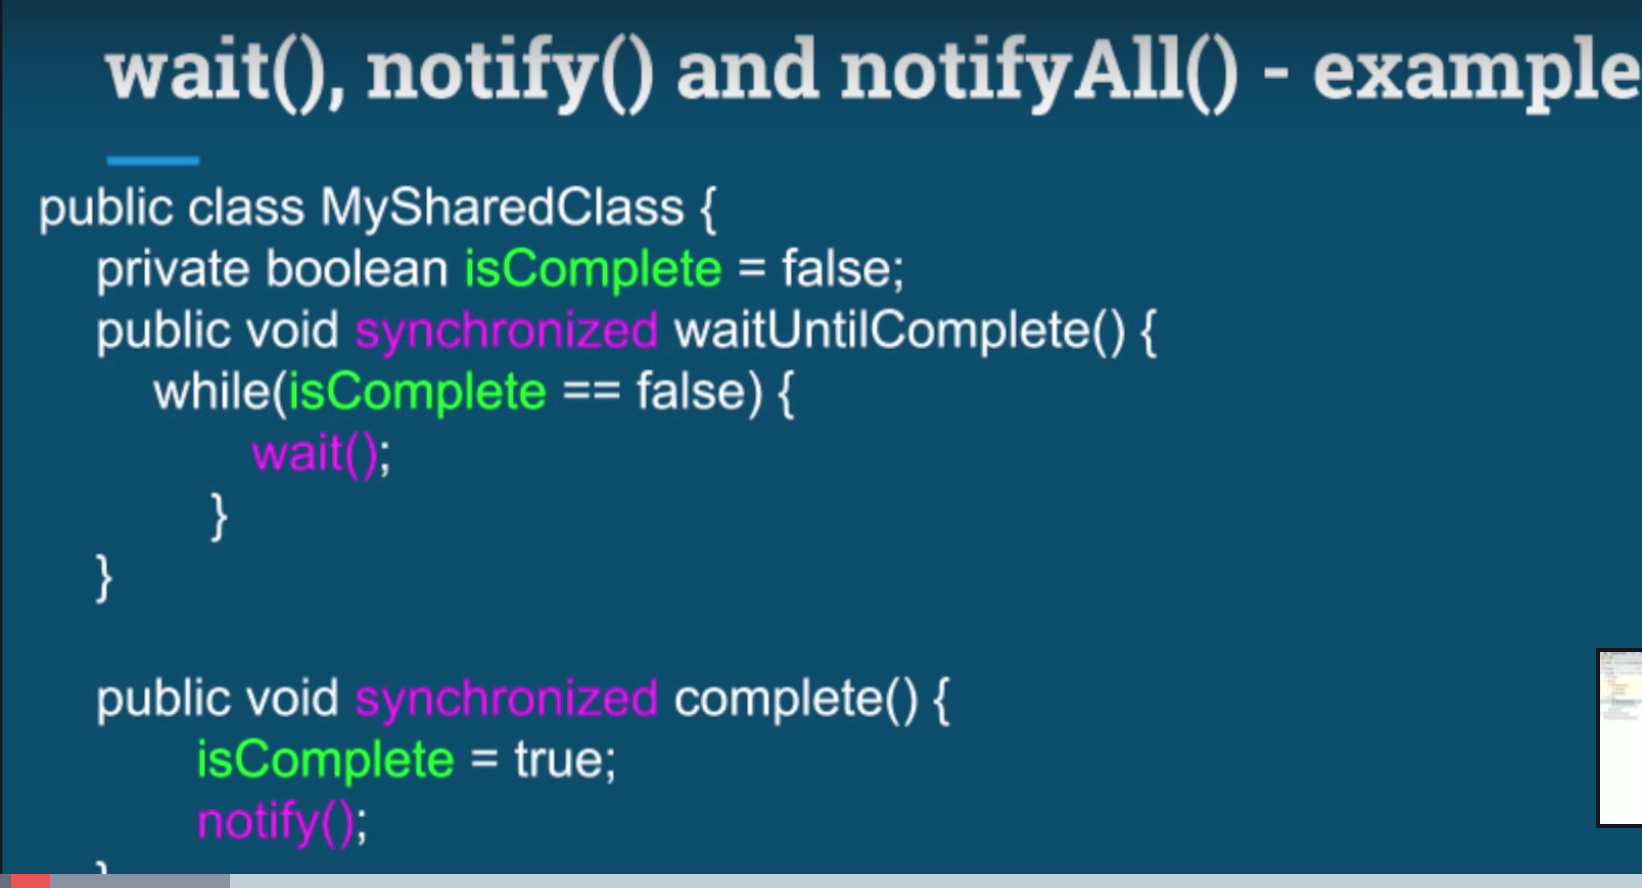 wait(), notify() and notifyAll() - example
public class MySharedClass {
private boolean isComplete = false;
public void synchronized waitUntilComplete() {
while(isComplete == false) {
wait();
}
}
public void synchronized complete() {
isComplete = true;
notify();
}